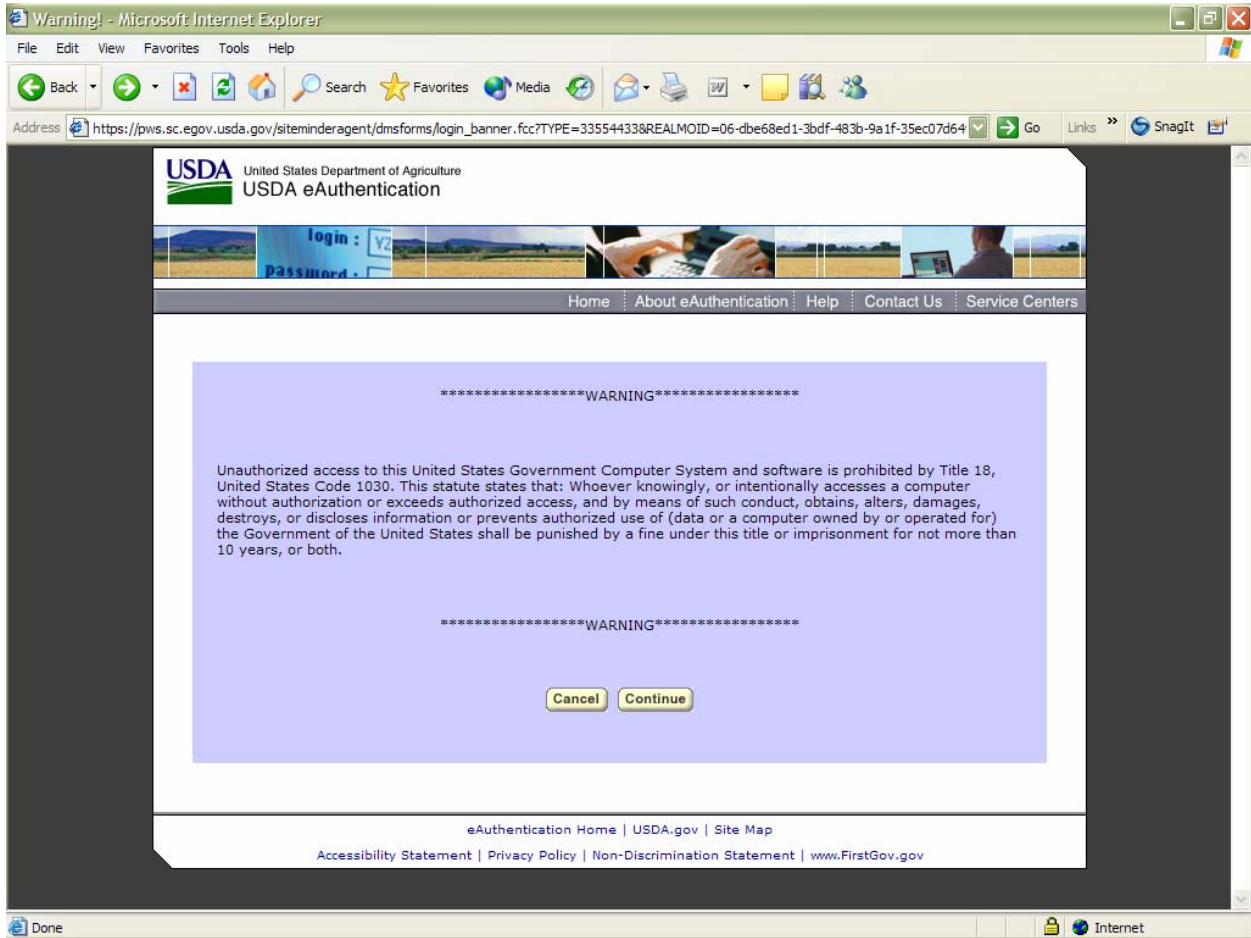 Warning! - Microsoft Internet Explorer
File Edit View Favorites Tools Help
Back Search Favorites Media
Address https://pws.sc.egov.usda.gov/siteminderagent/dmsforms/login_banner.fcc?TYPE=33554433&REALMOID=06-dbe68ed1-3bdf-483b-9a1f-35ec07d64 Go Links » SnagIt
USDA United States Department of Agriculture
USDA eAuthentication
login :
password :
Home About eAuthentication Help Contact Us Service Centers
*****************WARNING*****************
Unauthorized access to this United States Government Computer System and software is prohibited by Title 18,
United States Code 1030. This statute states that: Whoever knowingly, or intentionally accesses a computer
without authorization or exceeds authorized access, and by means of such conduct, obtains, alters, damages,
destroys, or discloses information or prevents authorized use of (data or a computer owned by or operated for)
the Government of the United States shall be punished by a fine under this title or imprisonment for not more than
10 years, or both.
*****************WARNING*****************
Cancel Continue
eAuthentication Home | USDA.gov | Site Map
Accessibility Statement | Privacy Policy | Non-Discrimination Statement | www.FirstGov.gov
Done Internet